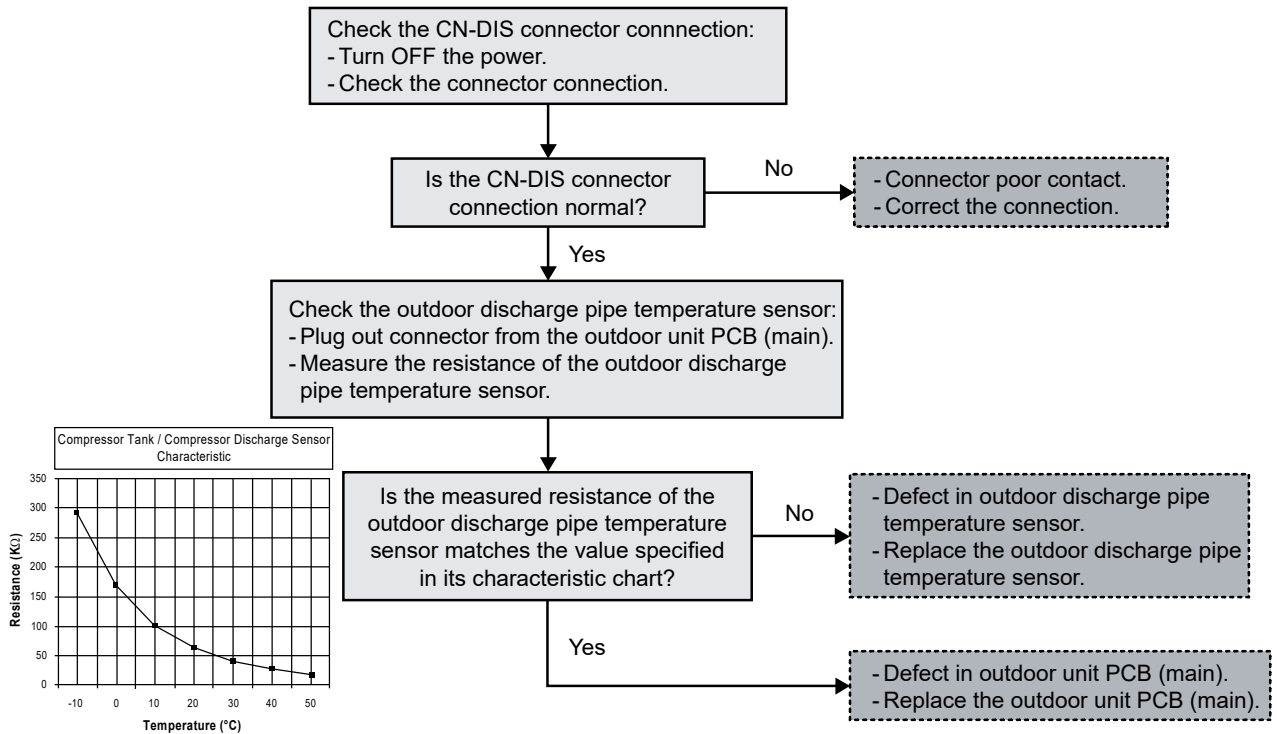 Check the CN-DIS connector connnection:
- Turn OFF the power.
- Check the connector connection.
Is the CN-DIS connector
connection normal?
No
- Connector poor contact.
- Correct the connection.
Yes
Check the outdoor discharge pipe temperature sensor:
- Plug out connector from the outdoor unit PCB (main).
- Measure the resistance of the outdoor discharge
pipe temperature sensor.
Compressor Tank / Compressor Discharge Sensor
Characteristic
Resistance (KΩ)
350
300
250
200
150
100
50
0
-10 0 10 20 30 40 50
Temperature (°C)
Is the measured resistance of the
outdoor discharge pipe temperature
sensor matches the value specified
in its characteristic chart?
No
- Defect in outdoor discharge pipe
temperature sensor.
- Replace the outdoor discharge pipe
temperature sensor.
Yes
- Defect in outdoor unit PCB (main).
- Replace the outdoor unit PCB (main).